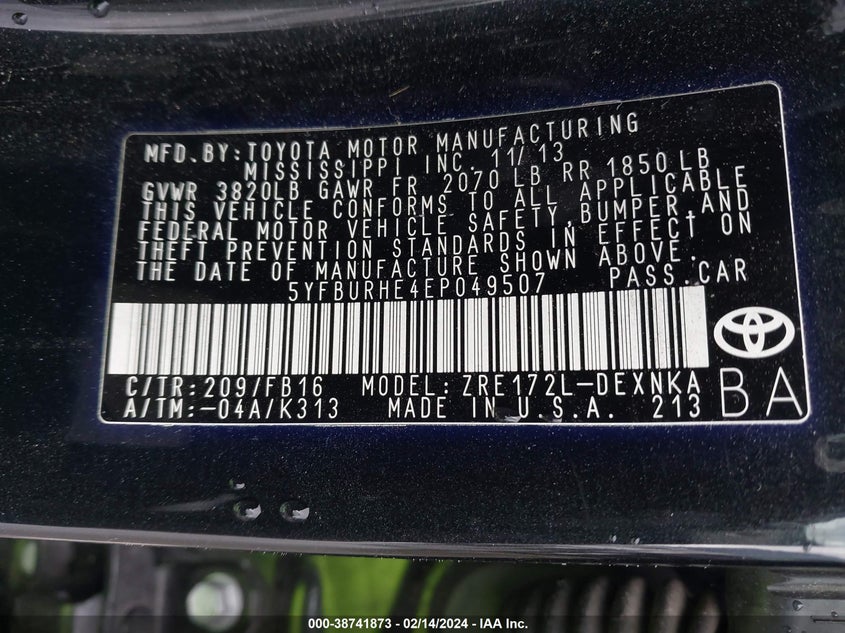 MFD.BY:TOYOTA MOTOR MANUFACTURING
MISSISSIPPI INC. 11/13
GVWR 3820LB GAWR FR 2070 LB RR 1850 LB
THIS VEHICLE CONFORMS TO ALL APPLICABLE
FEDERAL MOTOR VEHICLE SAFETY, BUMPER, AND
THEFT PREVENTION STANDARDS IN EFFECT ON
THE DATE OF MANUFACTURE SHOWN ABOVE.
5YFBURHE4EP049507 PASS.CAR
C/TR:209/FB16 MODEL:ZRE172L-DEXNKA
A/TM:-04A/K313 MADE IN U.S.A. 213
BA
000-38741873 - 02/14/2024 - IAA Inc.